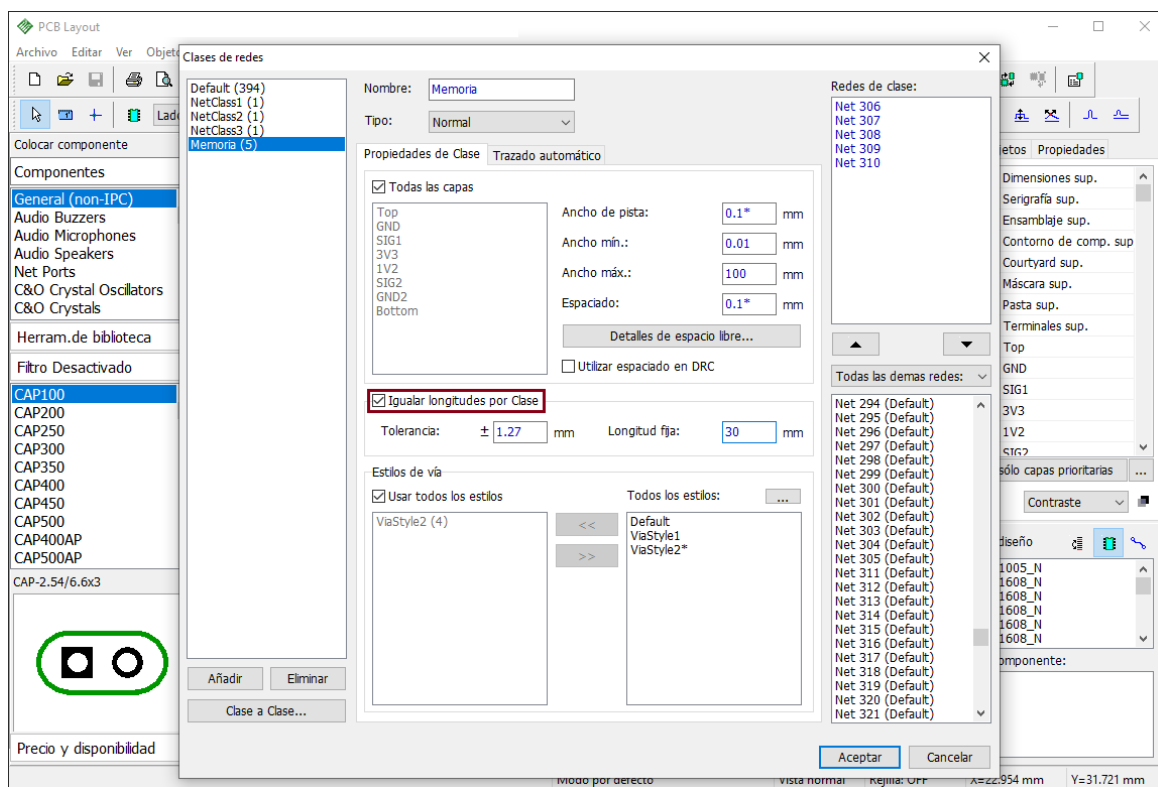 PCB Layout
Archivo Editar Ver
Clases de redes
Default (394)
NetClass1 (1)
NetClass2 (1)
NetClass3 (1)
Memoria (5)
Añadir
Eliminar
Clase a Clase...
Nombre: Memoria
Tipo: Normal
Propiedades de Clase Trazado automático
Todas las capas
Top
GND
SIG1
3V3
1V2
SIG2
GND2
Bottom
Ancho de pista: 0.1* mm
Ancho mín.: 0.01 mm
Ancho máx.: 100 mm
Espaciado: 0.1* mm
Detalles de espacio libre...
Utilizar espaciado en DRC
Igualar longitudes por Clase
Tolerancia: ± 1.27 mm Longitud fija: 30 mm
Estilos de vía
Usar todos los estilos
Todos los estilos: ...
ViaStyle2 (4)
<<
>>
Default
ViaStyle1
ViaStyle2*
Redes de clase:
Net 306
Net 307
Net 308
Net 309
Net 310
Todas las demas redes:
Net 294 (Default)
Net 295 (Default)
Net 296 (Default)
Net 297 (Default)
Net 298 (Default)
Net 299 (Default)
Net 300 (Default)
Net 301 (Default)
Net 302 (Default)
Net 303 (Default)
Net 304 (Default)
Net 305 (Default)
Net 311 (Default)
Net 312 (Default)
Net 313 (Default)
Net 314 (Default)
Net 315 (Default)
Net 316 (Default)
Net 317 (Default)
Net 318 (Default)
Net 319 (Default)
Net 320 (Default)
Net 321 (Default)
Aceptar
Cancelar
Colocar componente
Componentes
General (non-IPC)
Audio Buzzers
Audio Microphones
Audio Speakers
Net Ports
C&O Crystal Oscillators
C&O Crystals
Herram.de biblioteca
Filtro Desactivado
CAP100
CAP200
CAP250
CAP300
CAP350
CAP400
CAP450
CAP500
CAP400AP
CAP500AP
CAP-2.54/6.6x3
Precio y disponibilidad
Propiedades
Dimensiones sup.
Serigrafía sup.
Ensamblaje sup.
Contorno de comp. sup
Courtyard sup.
Máscara sup.
Pasta sup.
Terminales sup.
Top
GND
SIG1
3V3
1V2
SIG2
sólo capas prioritarias ...
Contraste
diseño
1005_N
1608_N
1608_N
1608_N
1608_N
1608_N
Modo por defecto Vista normal Rejilla: OFF X=22.954 mm Y=31.721 mm